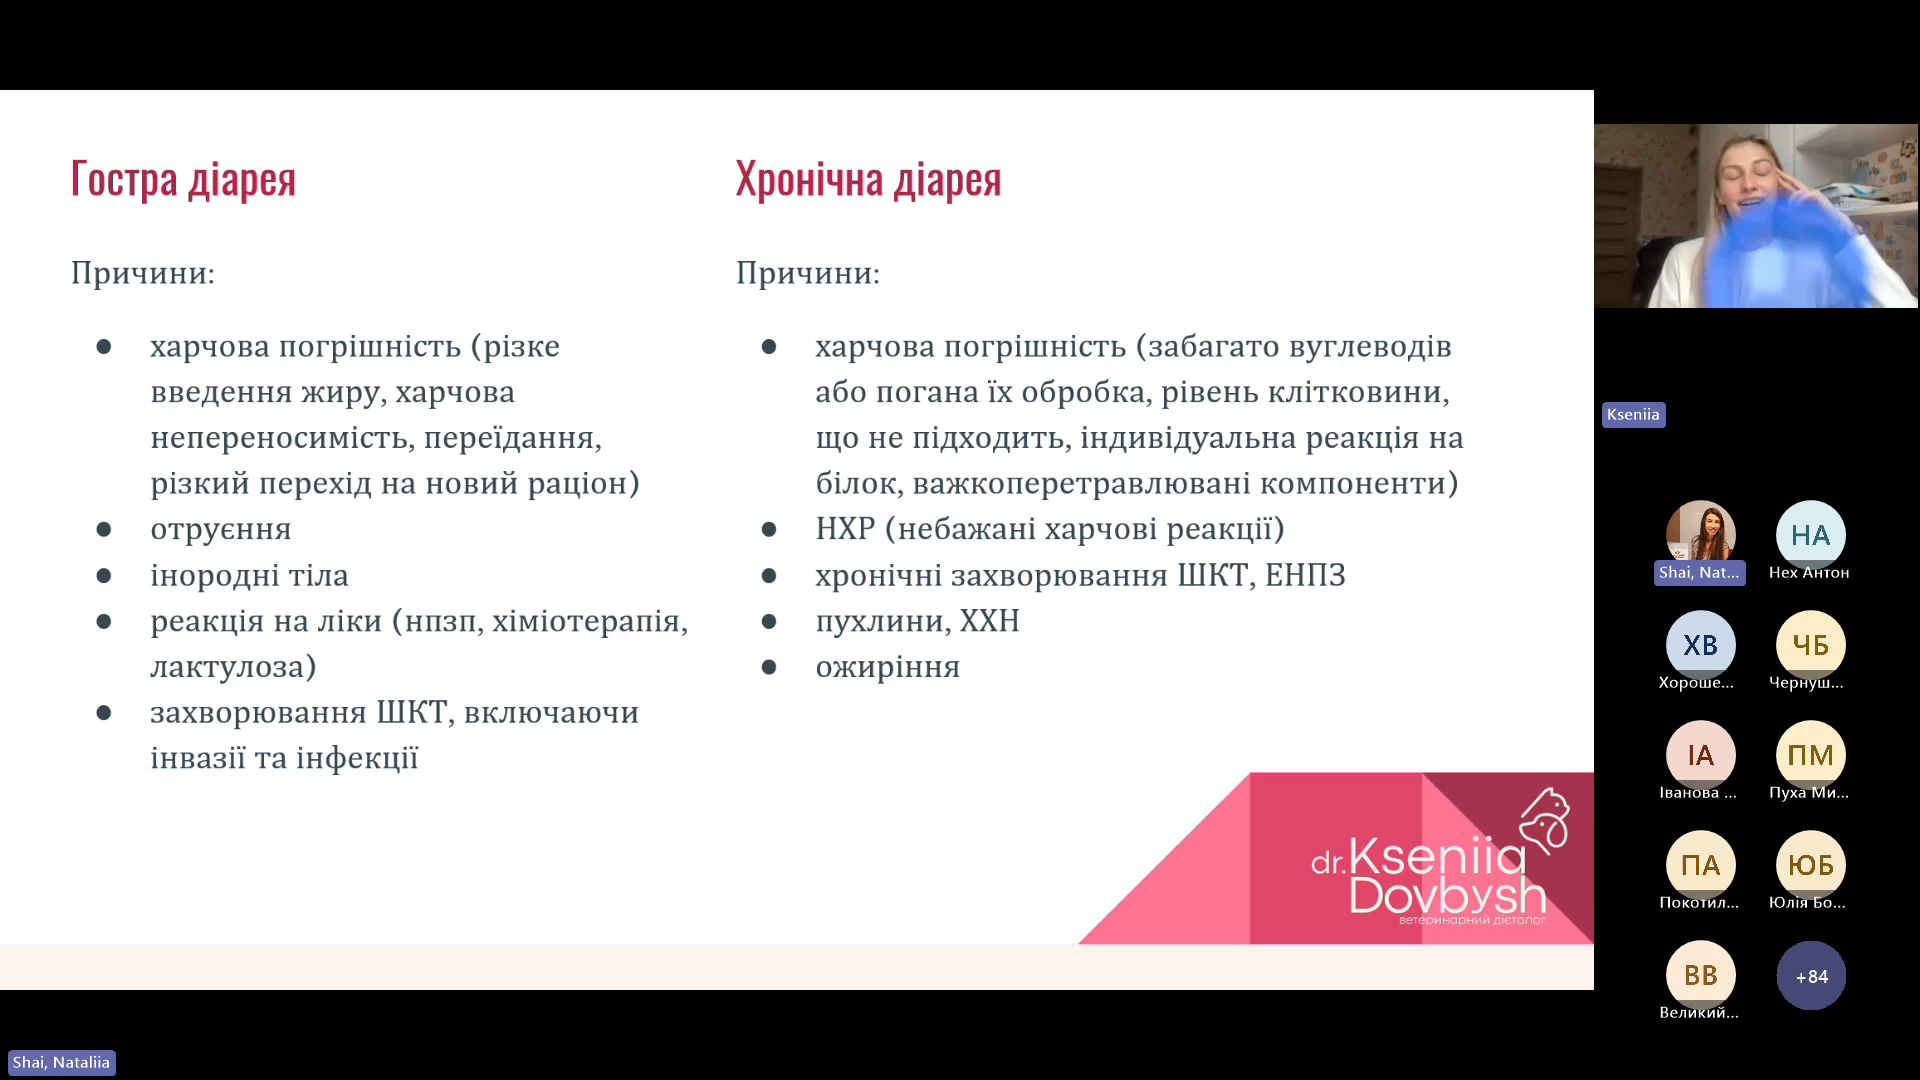 Гостра діарея
Причини:
● харчова погрішність (різке
введення жиру, харчова
непереносимість, переїдання,
різкий перехід на новий раціон)
● отруєння
● інородні тіла
● реакція на ліки (нпзп, хіміотерапія,
лактулоза)
● захворювання ШКТ, включаючи
інвазії та інфекції
Хронічна діарея
Причини:
● харчова погрішність (забагато вуглеводів
або погана їх обробка, рівень клітковини,
що не підходить, індивідуальна реакція на
білок, важкоперетравлювані компоненти)
● НХР (небажані харчові реакції)
● хронічні захворювання ШКТ, ЕНПЗ
● пухлини, ХХН
● ожиріння
dr. Kseniia
Dovbysh
ветеринарний дієтолог
Kseniia
Shai, Nat...
НА
Нех Антон
ХВ
Хороше...
ЧБ
Чернуш...
ІА
Іванова ...
ПМ
Пуха Ми...
ПА
Покотил...
ЮБ
Юлія Бо...
ВВ
Великий...
+84
Shai, Nataliia